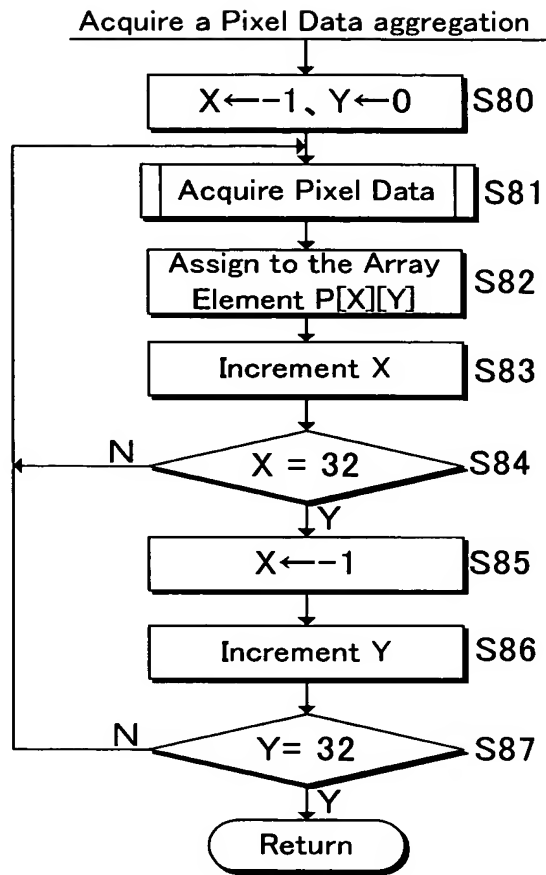 Acquire a Pixel Data aggregation
X←-1、Y←0 S80
Acquire Pixel Data S81
Assign to the Array
Element P[X][Y] S82
Increment X S83
N X = 32 S84
Y
X←-1 S85
Increment Y S86
N Y= 32 S87
Y
Return